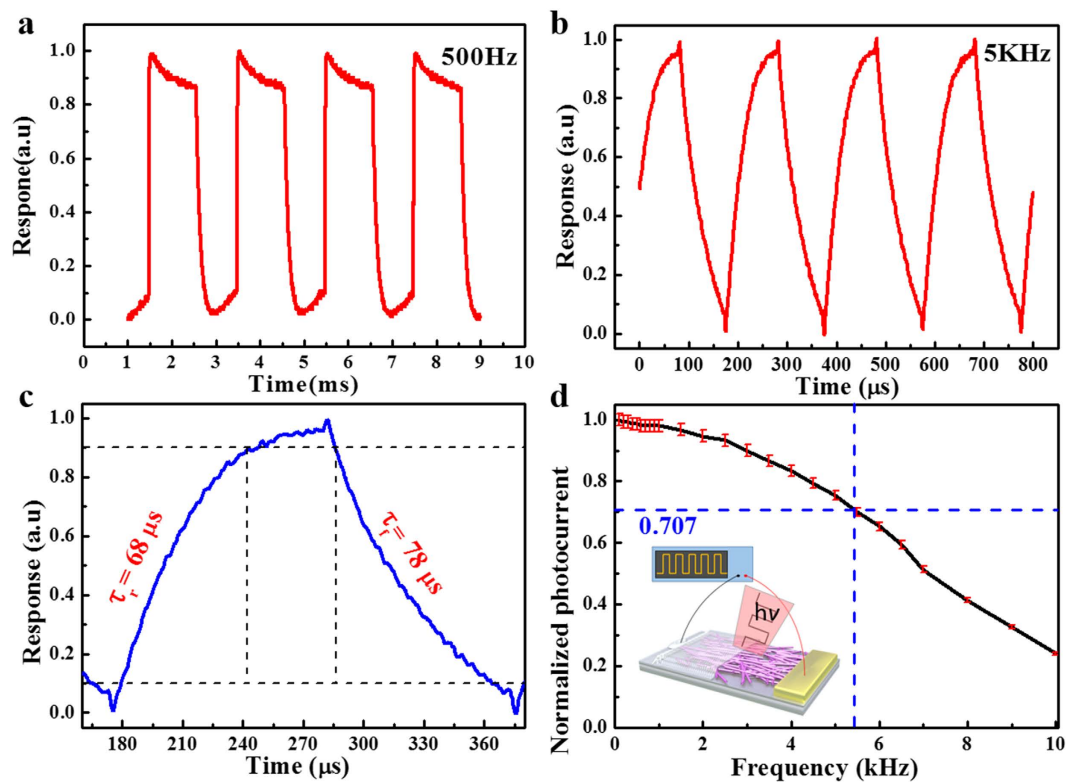 a
500Hz
Respone(a.u)
1.0
0.8
0.6
0.4
0.2
0.0
0 1 2 3 4 5 6 7 8 9 10
Time(ms)
b
5KHz
Response (a.u)
1.0
0.8
0.6
0.4
0.2
0.0
0 100 200 300 400 500 600 700 800
Time (μs)
c
Response (a.u)
1.0
0.8
0.6
0.4
0.2
0.0
τr = 68 μs
τr = 78 μs
180 210 240 270 300 330 360
Time (μs)
d
Normalized photocurrent
1.0
0.8
0.6
0.4
0.2
0.0
0.707
hv
0 2 4 6 8 10
Frequency (kHz)